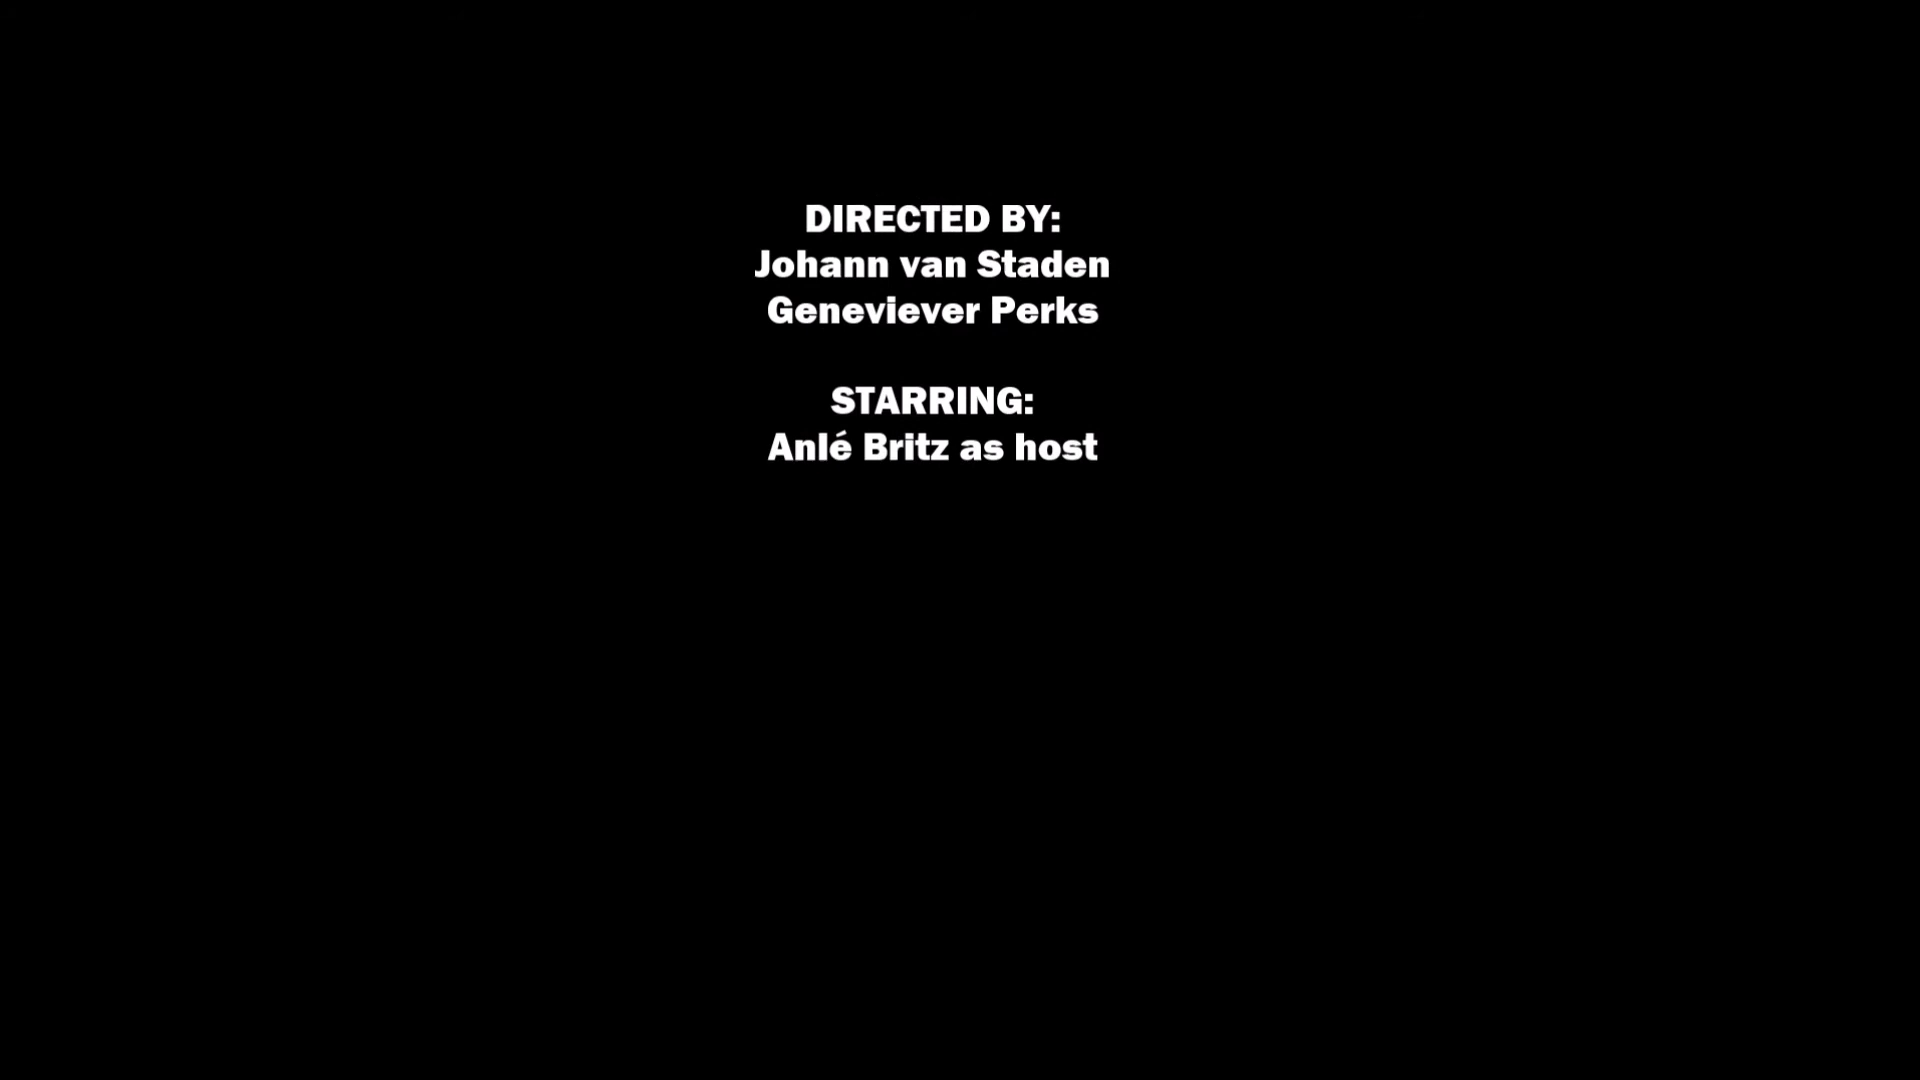 DIRECTED BY:
Johann van Staden
Geneviever Perks
STARRING:
Anlé Britz as host